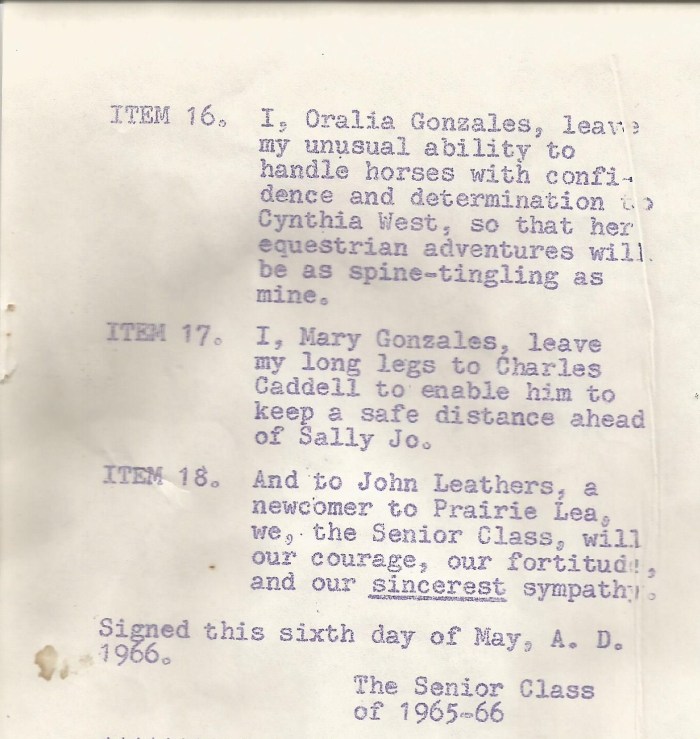 ITEM 16. I, Oralia Gonzales, leave
my unusual ability to
handle horses with confi-
dence and determination to
Cynthia West, so that her
equestrian adventures will
be as spine-tingling as
mine.
ITEM 17. I, Mary Gonzales, leave
my long legs to Charles
Caddell to enable him to
keep a safe distance ahead
of Sally Jo.
ITEM 18. And to John Leathers, a
newcomer to Prairie Lea,
we, the Senior Class, will
our courage, our fortitude,
and our sincerest sympathy.
Signed this sixth day of May, A. D.
1966.
The Senior Class
of 1965-66